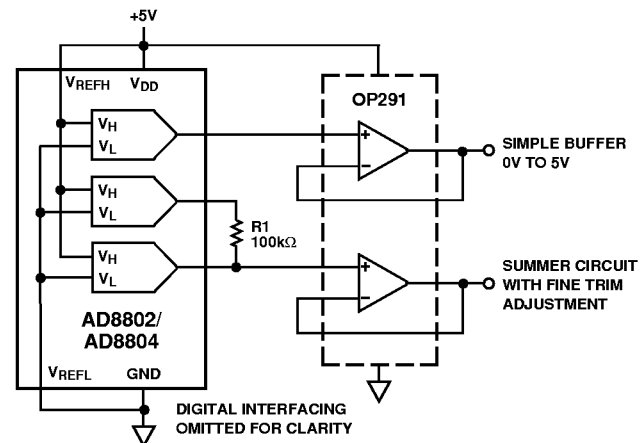 +5V
VREFH VDD
OP291
VH
VL
+
−
SIMPLE BUFFER
0V TO 5V
VH
VL
R1
100kΩ
VH
VL
+
−
SUMMER CIRCUIT
WITH FINE TRIM
ADJUSTMENT
AD8802/
AD8804
VREFL GND
DIGITAL INTERFACING
OMITTED FOR CLARITY